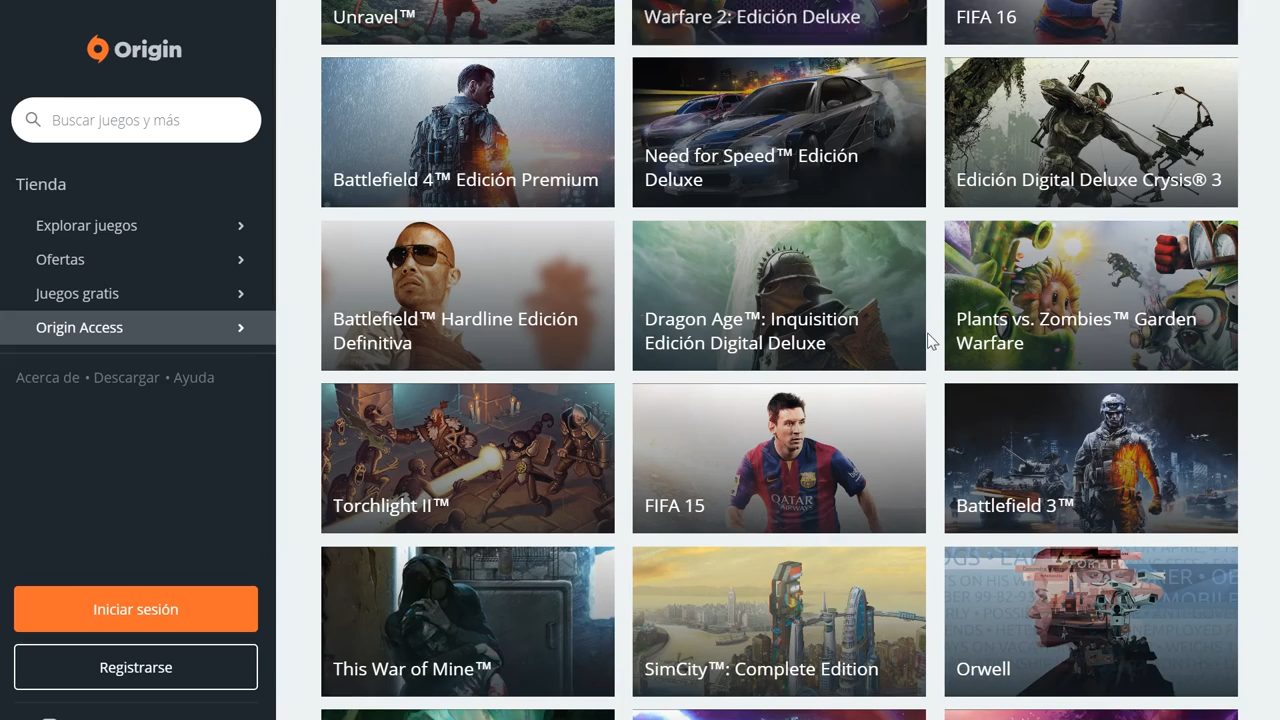 Origin
Buscar juegos y más
Tienda
Explorar juegos
Ofertas
Juegos gratis
Origin Access
Acerca de • Descargar • Ayuda
Iniciar sesión
Registrarse
Unravel™
Warfare 2: Edición Deluxe
FIFA 16
Battlefield 4™ Edición Premium
Need for Speed™ Edición
Deluxe
Edición Digital Deluxe Crysis® 3
Battlefield™ Hardline Edición
Definitiva
Dragon Age™: Inquisition
Edición Digital Deluxe
Plants vs. Zombies™ Garden
Warfare
Torchlight II™
FIFA 15
QATAR
AIRWAYS
Battlefield 3™
This War of Mine™
SimCity™: Complete Edition
Orwell